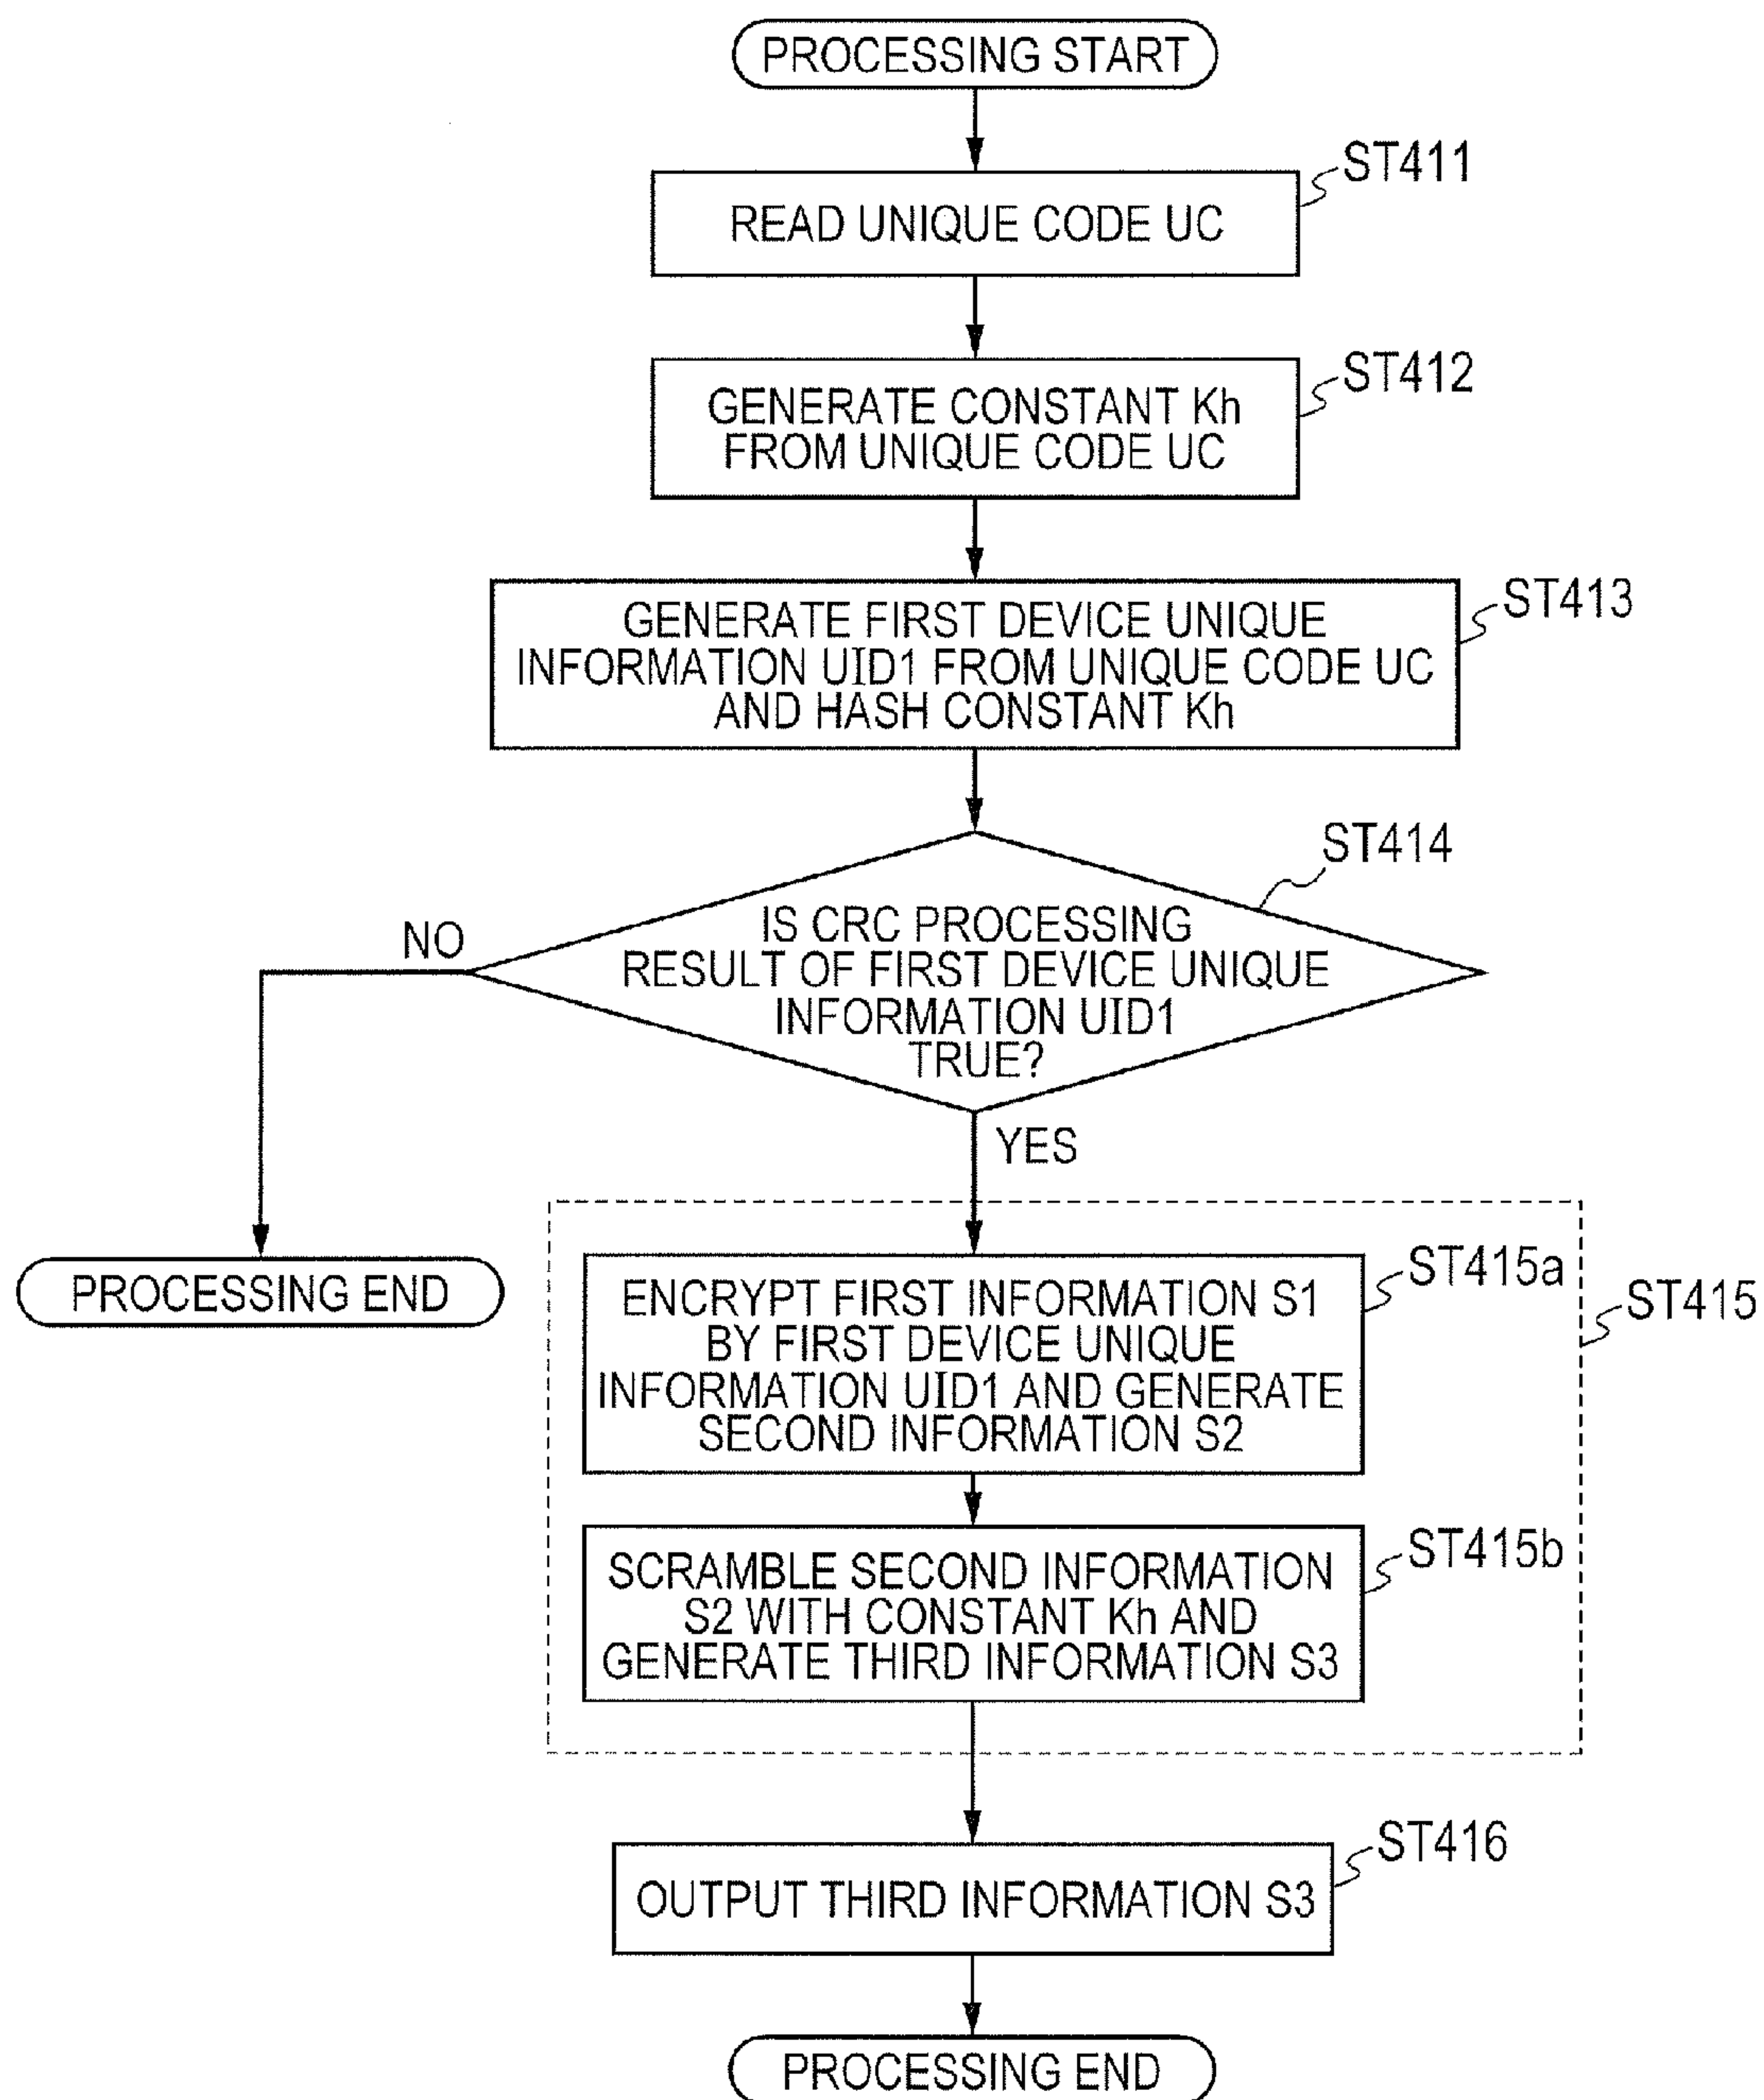 PROCESSING START
ST411
READ UNIQUE CODE UC
ST412
GENERATE CONSTANT Kh
FROM UNIQUE CODE UC
ST413
GENERATE FIRST DEVICE UNIQUE
INFORMATION UID1 FROM UNIQUE CODE UC
AND HASH CONSTANT Kh
ST414
IS CRC PROCESSING
RESULT OF FIRST DEVICE UNIQUE
INFORMATION UID1
TRUE?
NO
YES
PROCESSING END
ST415
ST415a
ENCRYPT FIRST INFORMATION S1
BY FIRST DEVICE UNIQUE
INFORMATION UID1 AND GENERATE
SECOND INFORMATION S2
ST415b
SCRAMBLE SECOND INFORMATION
S2 WITH CONSTANT Kh AND
GENERATE THIRD INFORMATION S3
ST416
OUTPUT THIRD INFORMATION S3
PROCESSING END